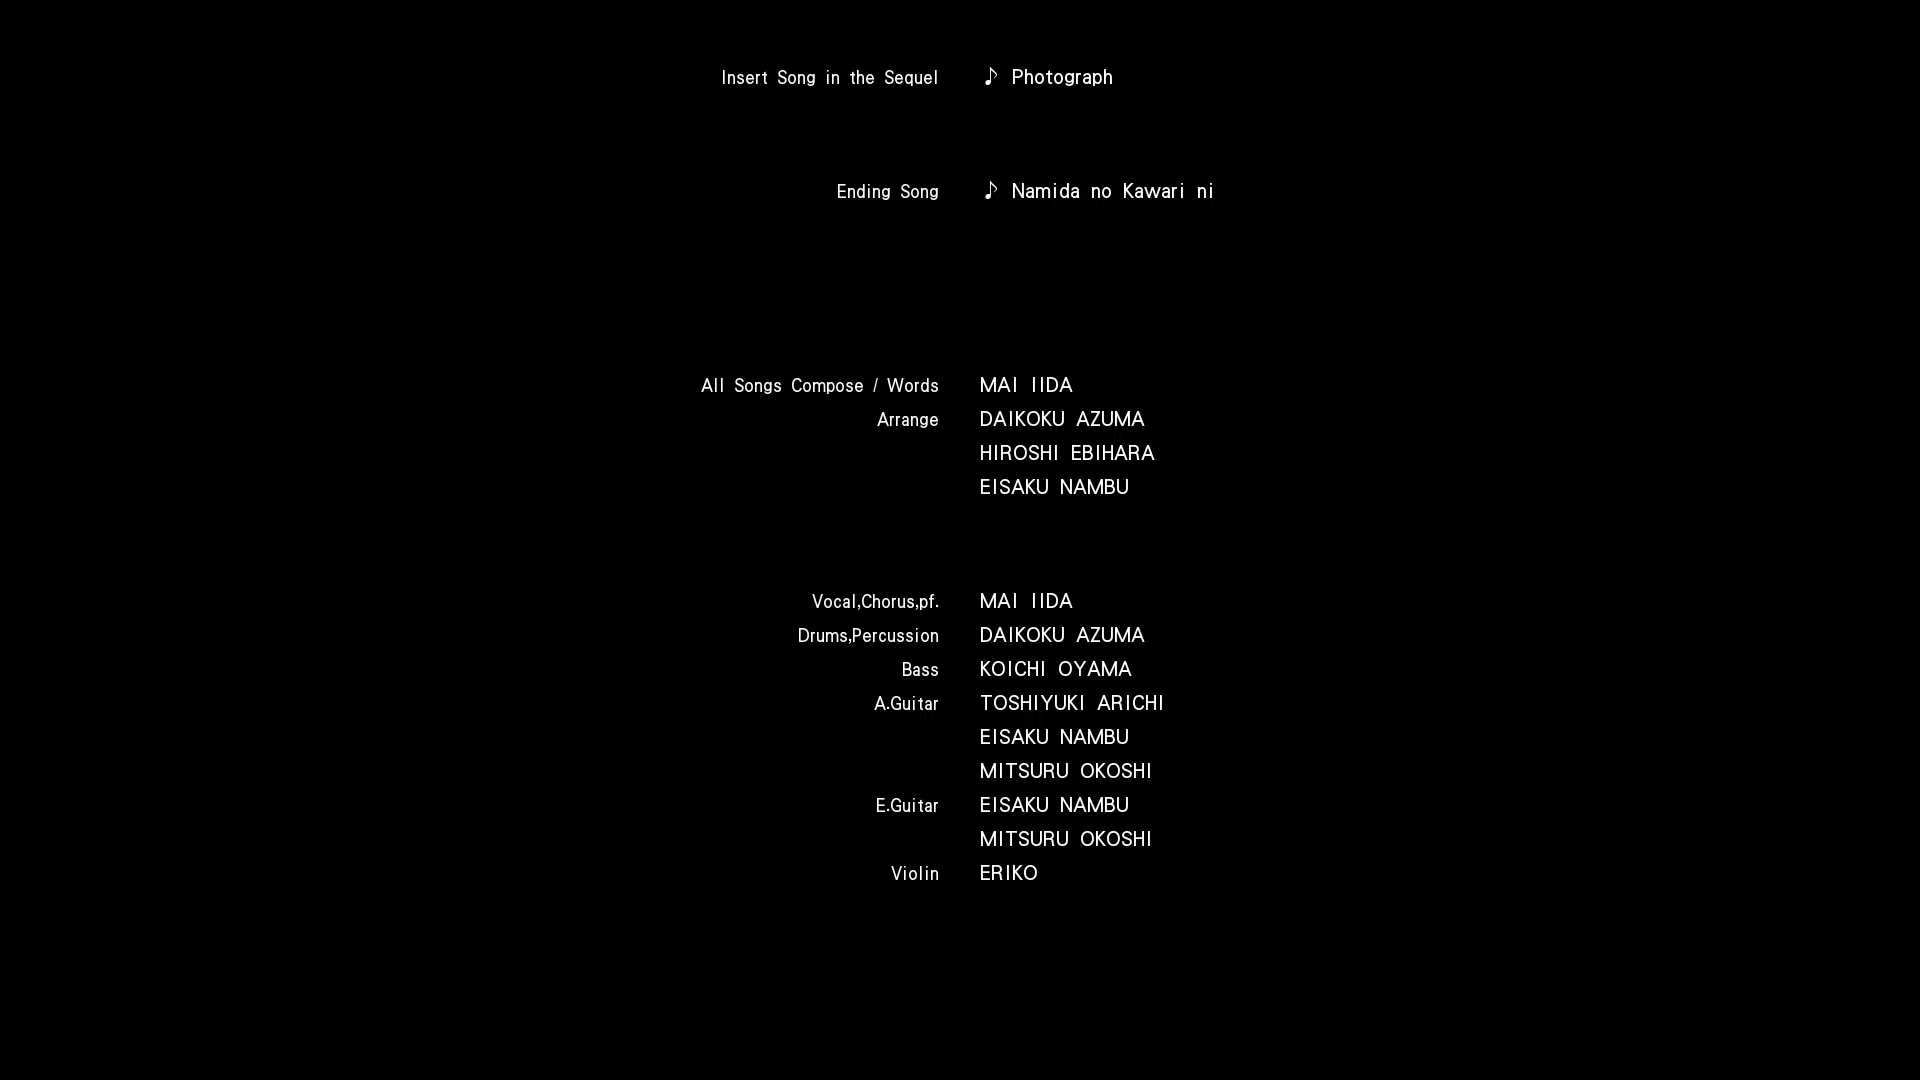 Insert Song in the Sequel ♪ Photograph
Ending Song ♪ Namida no Kawari ni
All Songs Compose / Words MAI IIDA
Arrange DAIKOKU AZUMA
HIROSHI EBIHARA
EISAKU NAMBU
Vocal,Chorus,pf. MAI IIDA
Drums,Percussion DAIKOKU AZUMA
Bass KOICHI OYAMA
A.Guitar TOSHIYUKI ARICHI
EISAKU NAMBU
MITSURU OKOSHI
E.Guitar EISAKU NAMBU
MITSURU OKOSHI
Violin ERIKO